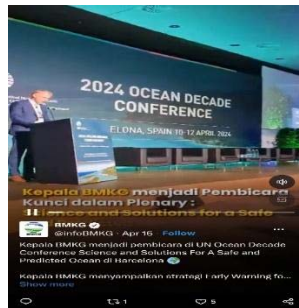 2024 OCEAN DECADE
CONFERENCE
ELONA, SPAIN 10-12 APRIL 2024
Kepala BMKG menjadi Pembicara
Kunci dalam Plenary :
ience and Solutions for a Safe
BMKG
@infoBMKG · Apr 16 · Follow
Kepala BMKG menjadi pembicara di UN Ocean Decade
Conference Science and Solutions For A Safe and
Predicted Ocean di Barcelona
Kepala BMKG menyampaikan strategi Early Warning fo...
Show more
1
5